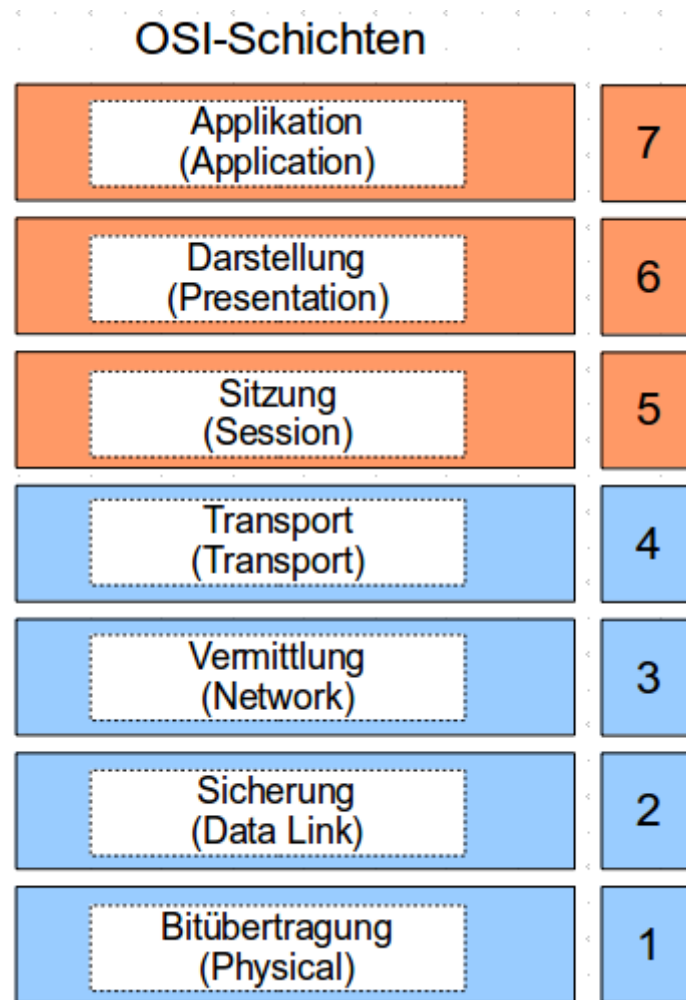 OSI-Schichten
Applikation
(Application)
7
Darstellung
(Presentation)
6
Sitzung
(Session)
5
Transport
(Transport)
4
Vermittlung
(Network)
3
Sicherung
(Data Link)
2
Bitübertragung
(Physical)
1